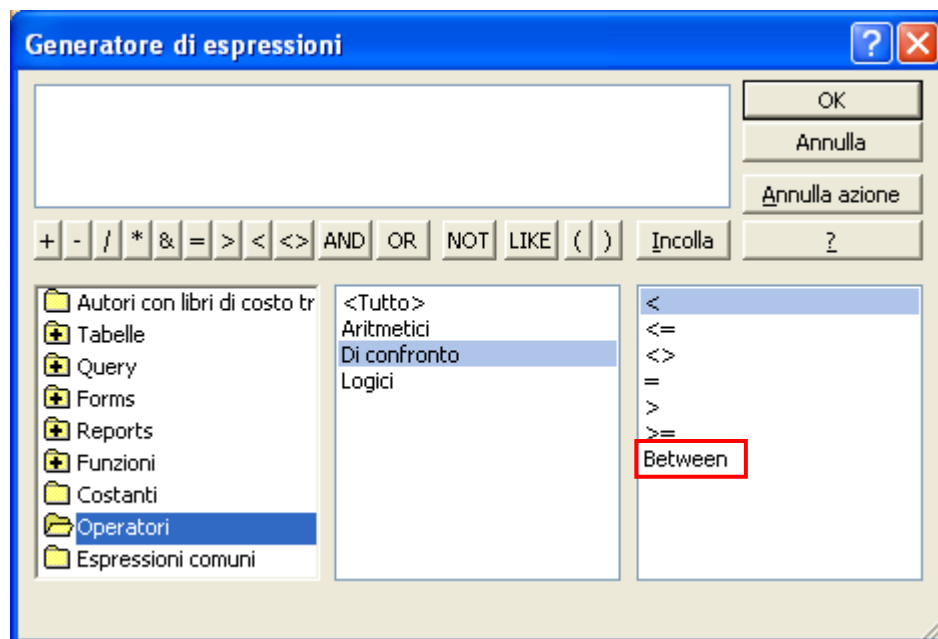 Generatore di espressioni
?
OK
Annulla
Annulla azione
+ - / * & = > < <> AND OR NOT LIKE ( ) Incolla ?
Autori con libri di costo tr
Tabelle
Query
Forms
Reports
Funzioni
Costanti
Operatori
Espressioni comuni
<Tutto>
Aritmetici
Di confronto
Logici
<
<=
<>
=
>
>=
Between